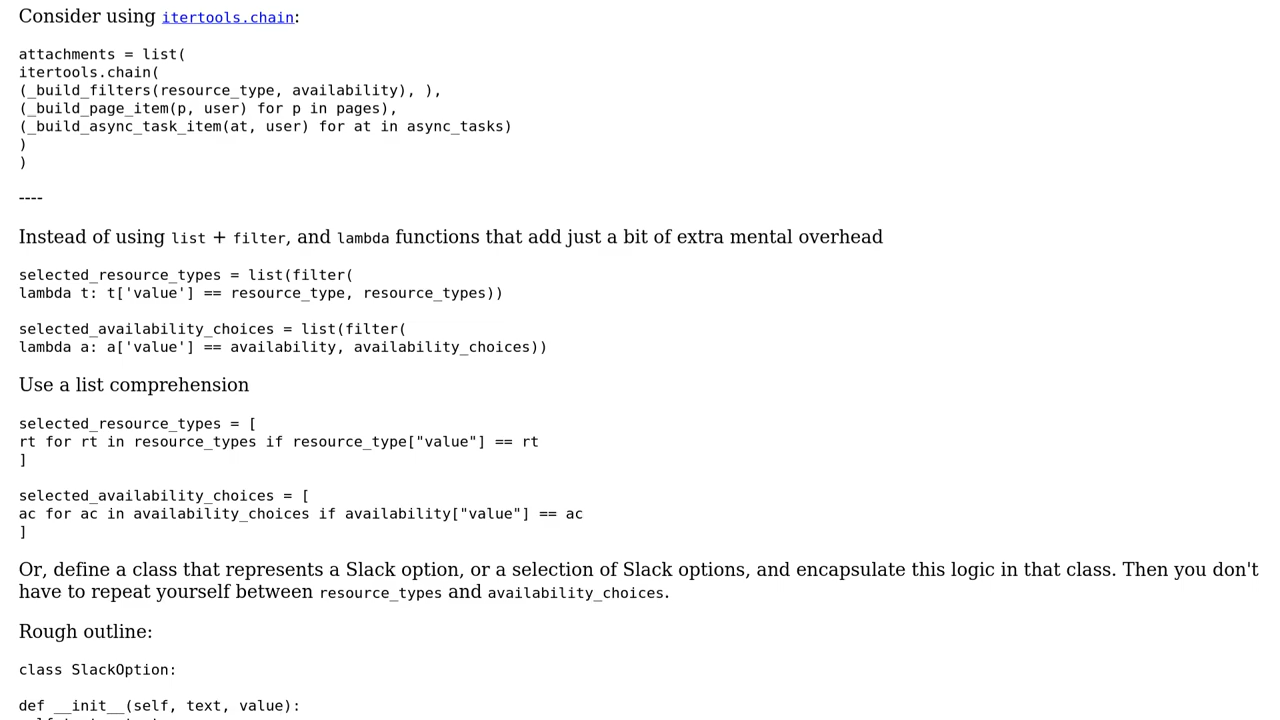 Consider using itertools.chain:
attachments = list(
itertools.chain(
(_build_filters(resource_type, availability), ),
(_build_page_item(p, user) for p in pages),
(_build_async_task_item(at, user) for at in async_tasks)
)
)
----
Instead of using list + filter, and lambda functions that add just a bit of extra mental overhead
selected_resource_types = list(filter(
lambda t: t['value'] == resource_type, resource_types))
selected_availability_choices = list(filter(
lambda a: a['value'] == availability, availability_choices))
Use a list comprehension
selected_resource_types = [
rt for rt in resource_types if resource_type["value"] == rt
]
selected_availability_choices = [
ac for ac in availability_choices if availability["value"] == ac
]
Or, define a class that represents a Slack option, or a selection of Slack options, and encapsulate this logic in that class. Then you don't
have to repeat yourself between resource_types and availability_choices.
Rough outline:
class SlackOption:
def __init__(self, text, value):